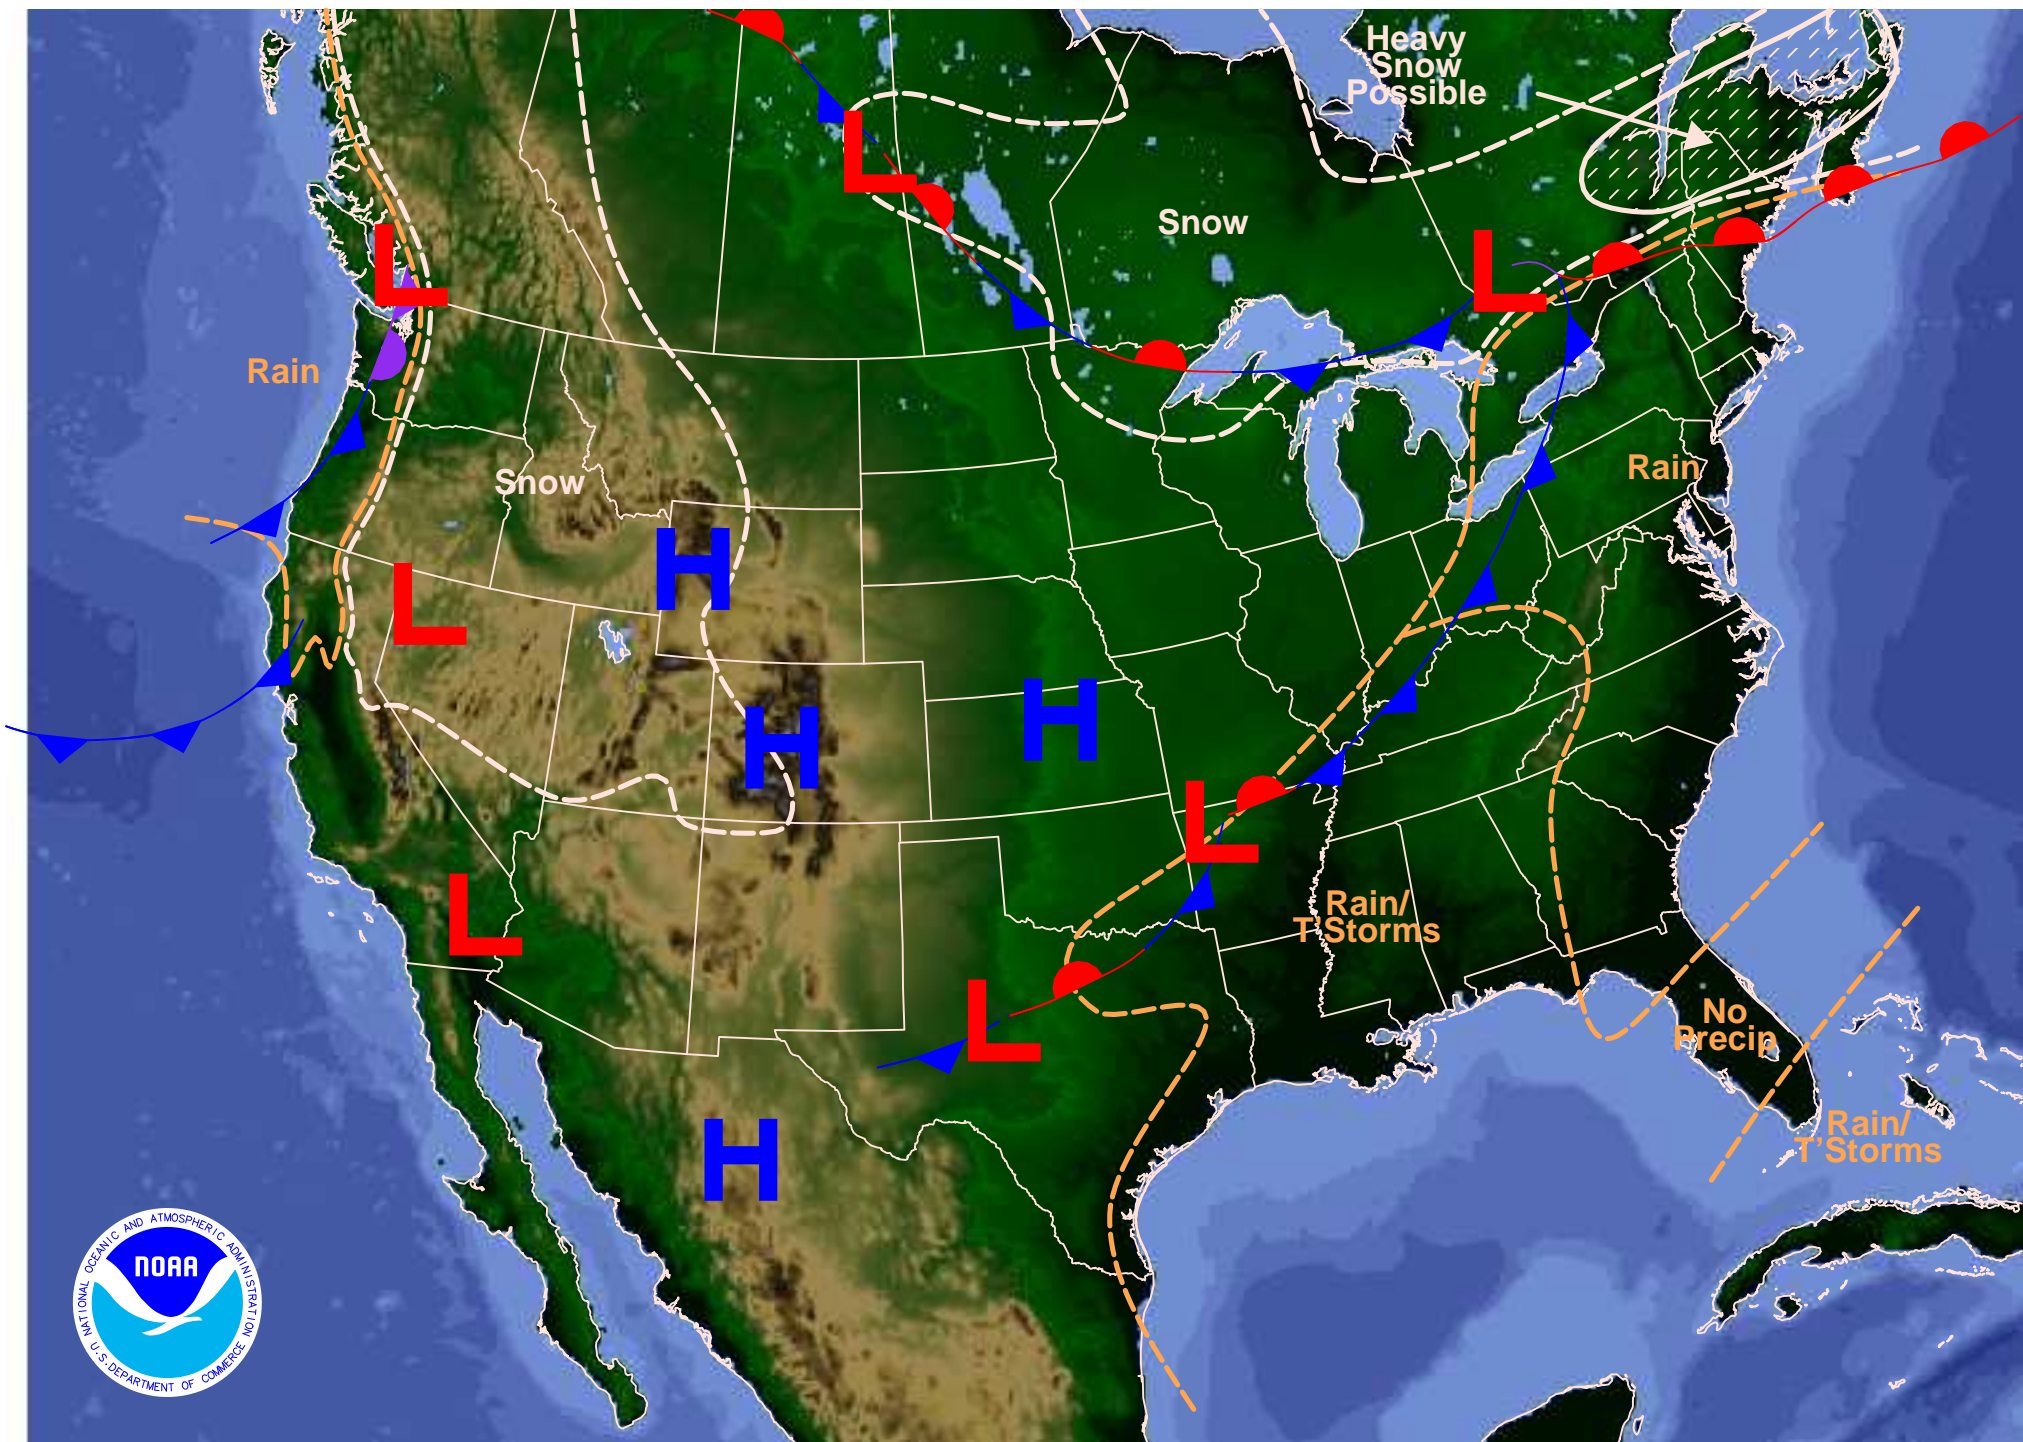 Heavy
Snow
Possible
L
Snow
L
L
Rain
Rain
Snow
H
L
H
H
L
Rain/
T'Storms
L
L
No
Precip
H
Rain/
T'Storms
NATIONAL OCEANIC AND ATMOSPHERIC ADMINISTRATION
NOAA
U.S. DEPARTMENT OF COMMERCE